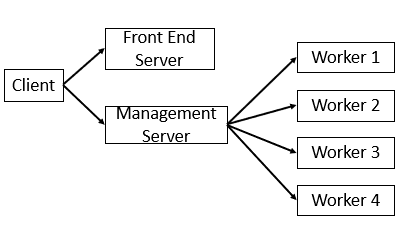 Client
Front End
Server
Management
Server
Worker 1
Worker 2
Worker 3
Worker 4